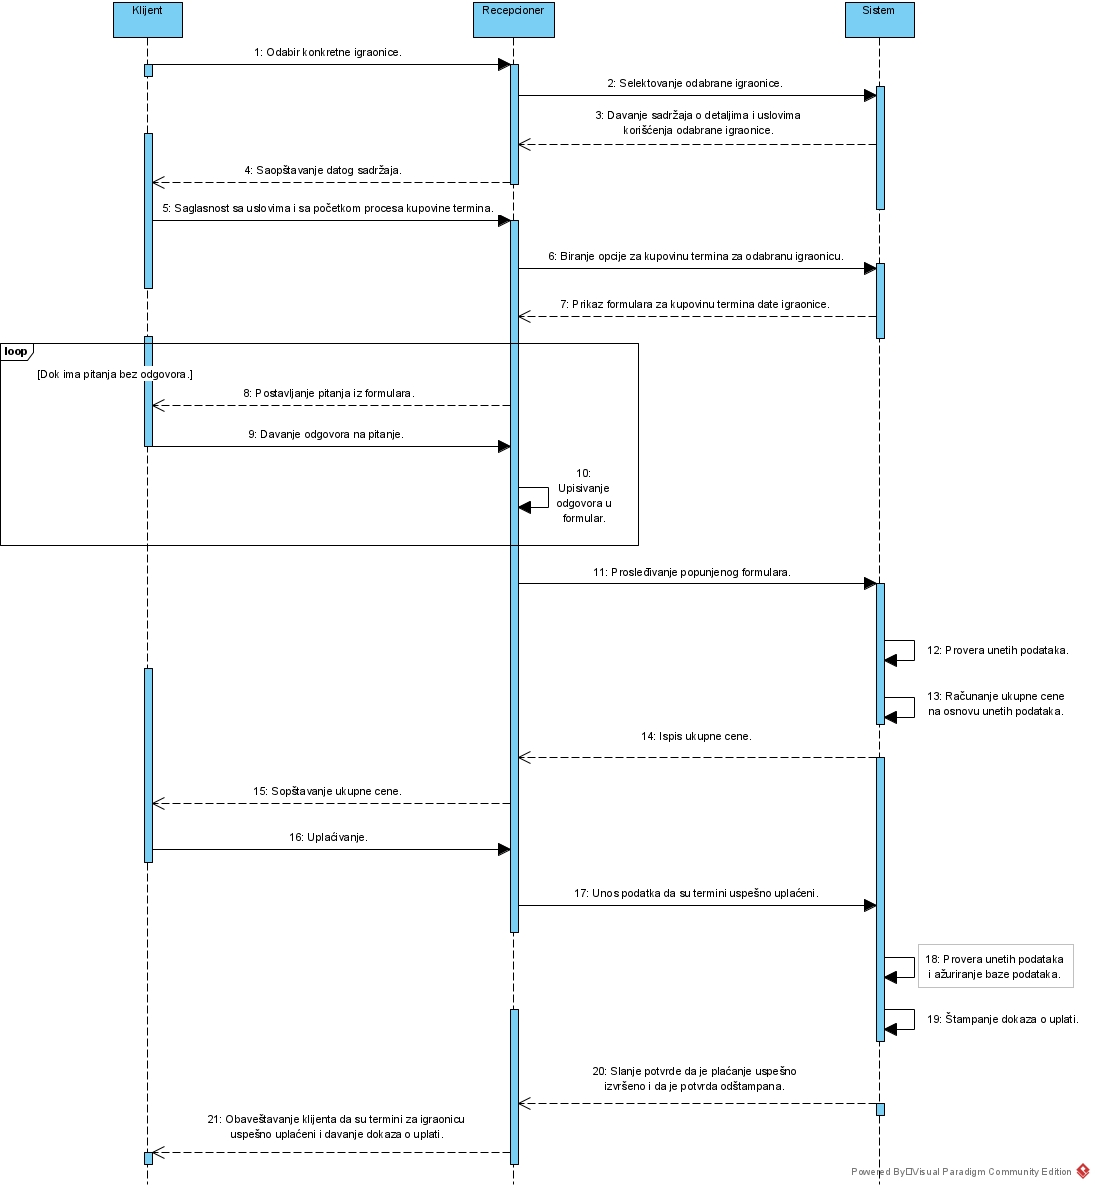 Klijent
Recepcioner
Sistem
1: Odabir konkretne igraonice.
2: Selektovanje odabrane igraonice.
3: Davanje sadržaja o detaljima i uslovima
korišćenja odabrane igraonice.
4: Saopštavanje datog sadržaja.
5: Saglasnost sa uslovima i sa početkom procesa kupovine termina.
6: Biranje opcije za kupovinu termina za odabranu igraonicu.
7: Prikaz formulara za kupovinu termina date igraonice.
loop
[Dok ima pitanja bez odgovora.]
8: Postavljanje pitanja iz formulara.
9: Davanje odgovora na pitanje.
10:
Upisivanje
odgovora u
formular.
11: Prosleđivanje popunjenog formulara.
12: Provera unetih podataka.
13: Računanje ukupne cene
na osnovu unetih podataka.
14: Ispis ukupne cene.
15: Sopštavanje ukupne cene.
16: Uplaćivanje.
17: Unos podatka da su termini uspešno uplaćeni.
18: Provera unetih podataka
i ažuriranje baze podataka.
19: Štampanje dokaza o uplati.
20: Slanje potvrde da je plaćanje uspešno
izvršeno i da je potvrda odštampana.
21: Obaveštavanje klijenta da su termini za igraonicu
uspešno uplaćeni i davanje dokaza o uplati.
Powered By Visual Paradigm Community Edition